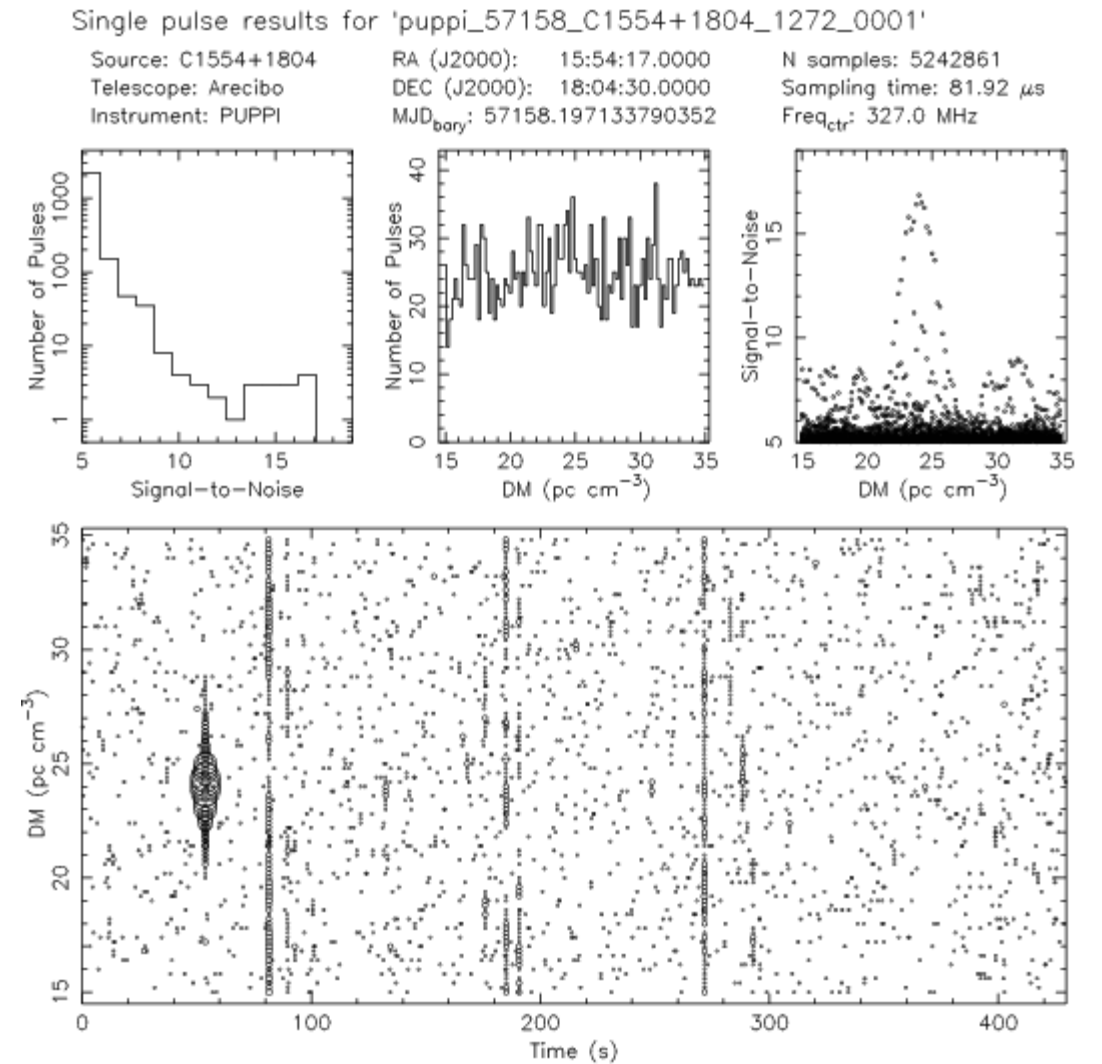 Single pulse results for 'puppi_57158_C1554+1804_1272_0001'
Source: C1554+1804 RA (J2000): 15:54:17.0000 N samples: 5242861
Telescope: Arecibo DEC (J2000): 18:04:30.0000 Sampling time: 81.92 μs
Instrument: PUPPI MJD_bary: 57158.197133790352 Freq_ctr: 327.0 MHz
Number of Pulses
1 10 100 1000
5 10 15
Signal-to-Noise
Number of Pulses
0 10 20 30 40
15 20 25 30 35
DM (pc cm⁻³)
Signal-to-Noise
5 10 15
15 20 25 30 35
DM (pc cm⁻³)
DM (pc cm⁻³)
15 20 25 30 35
0 100 200 300 400
Time (s)